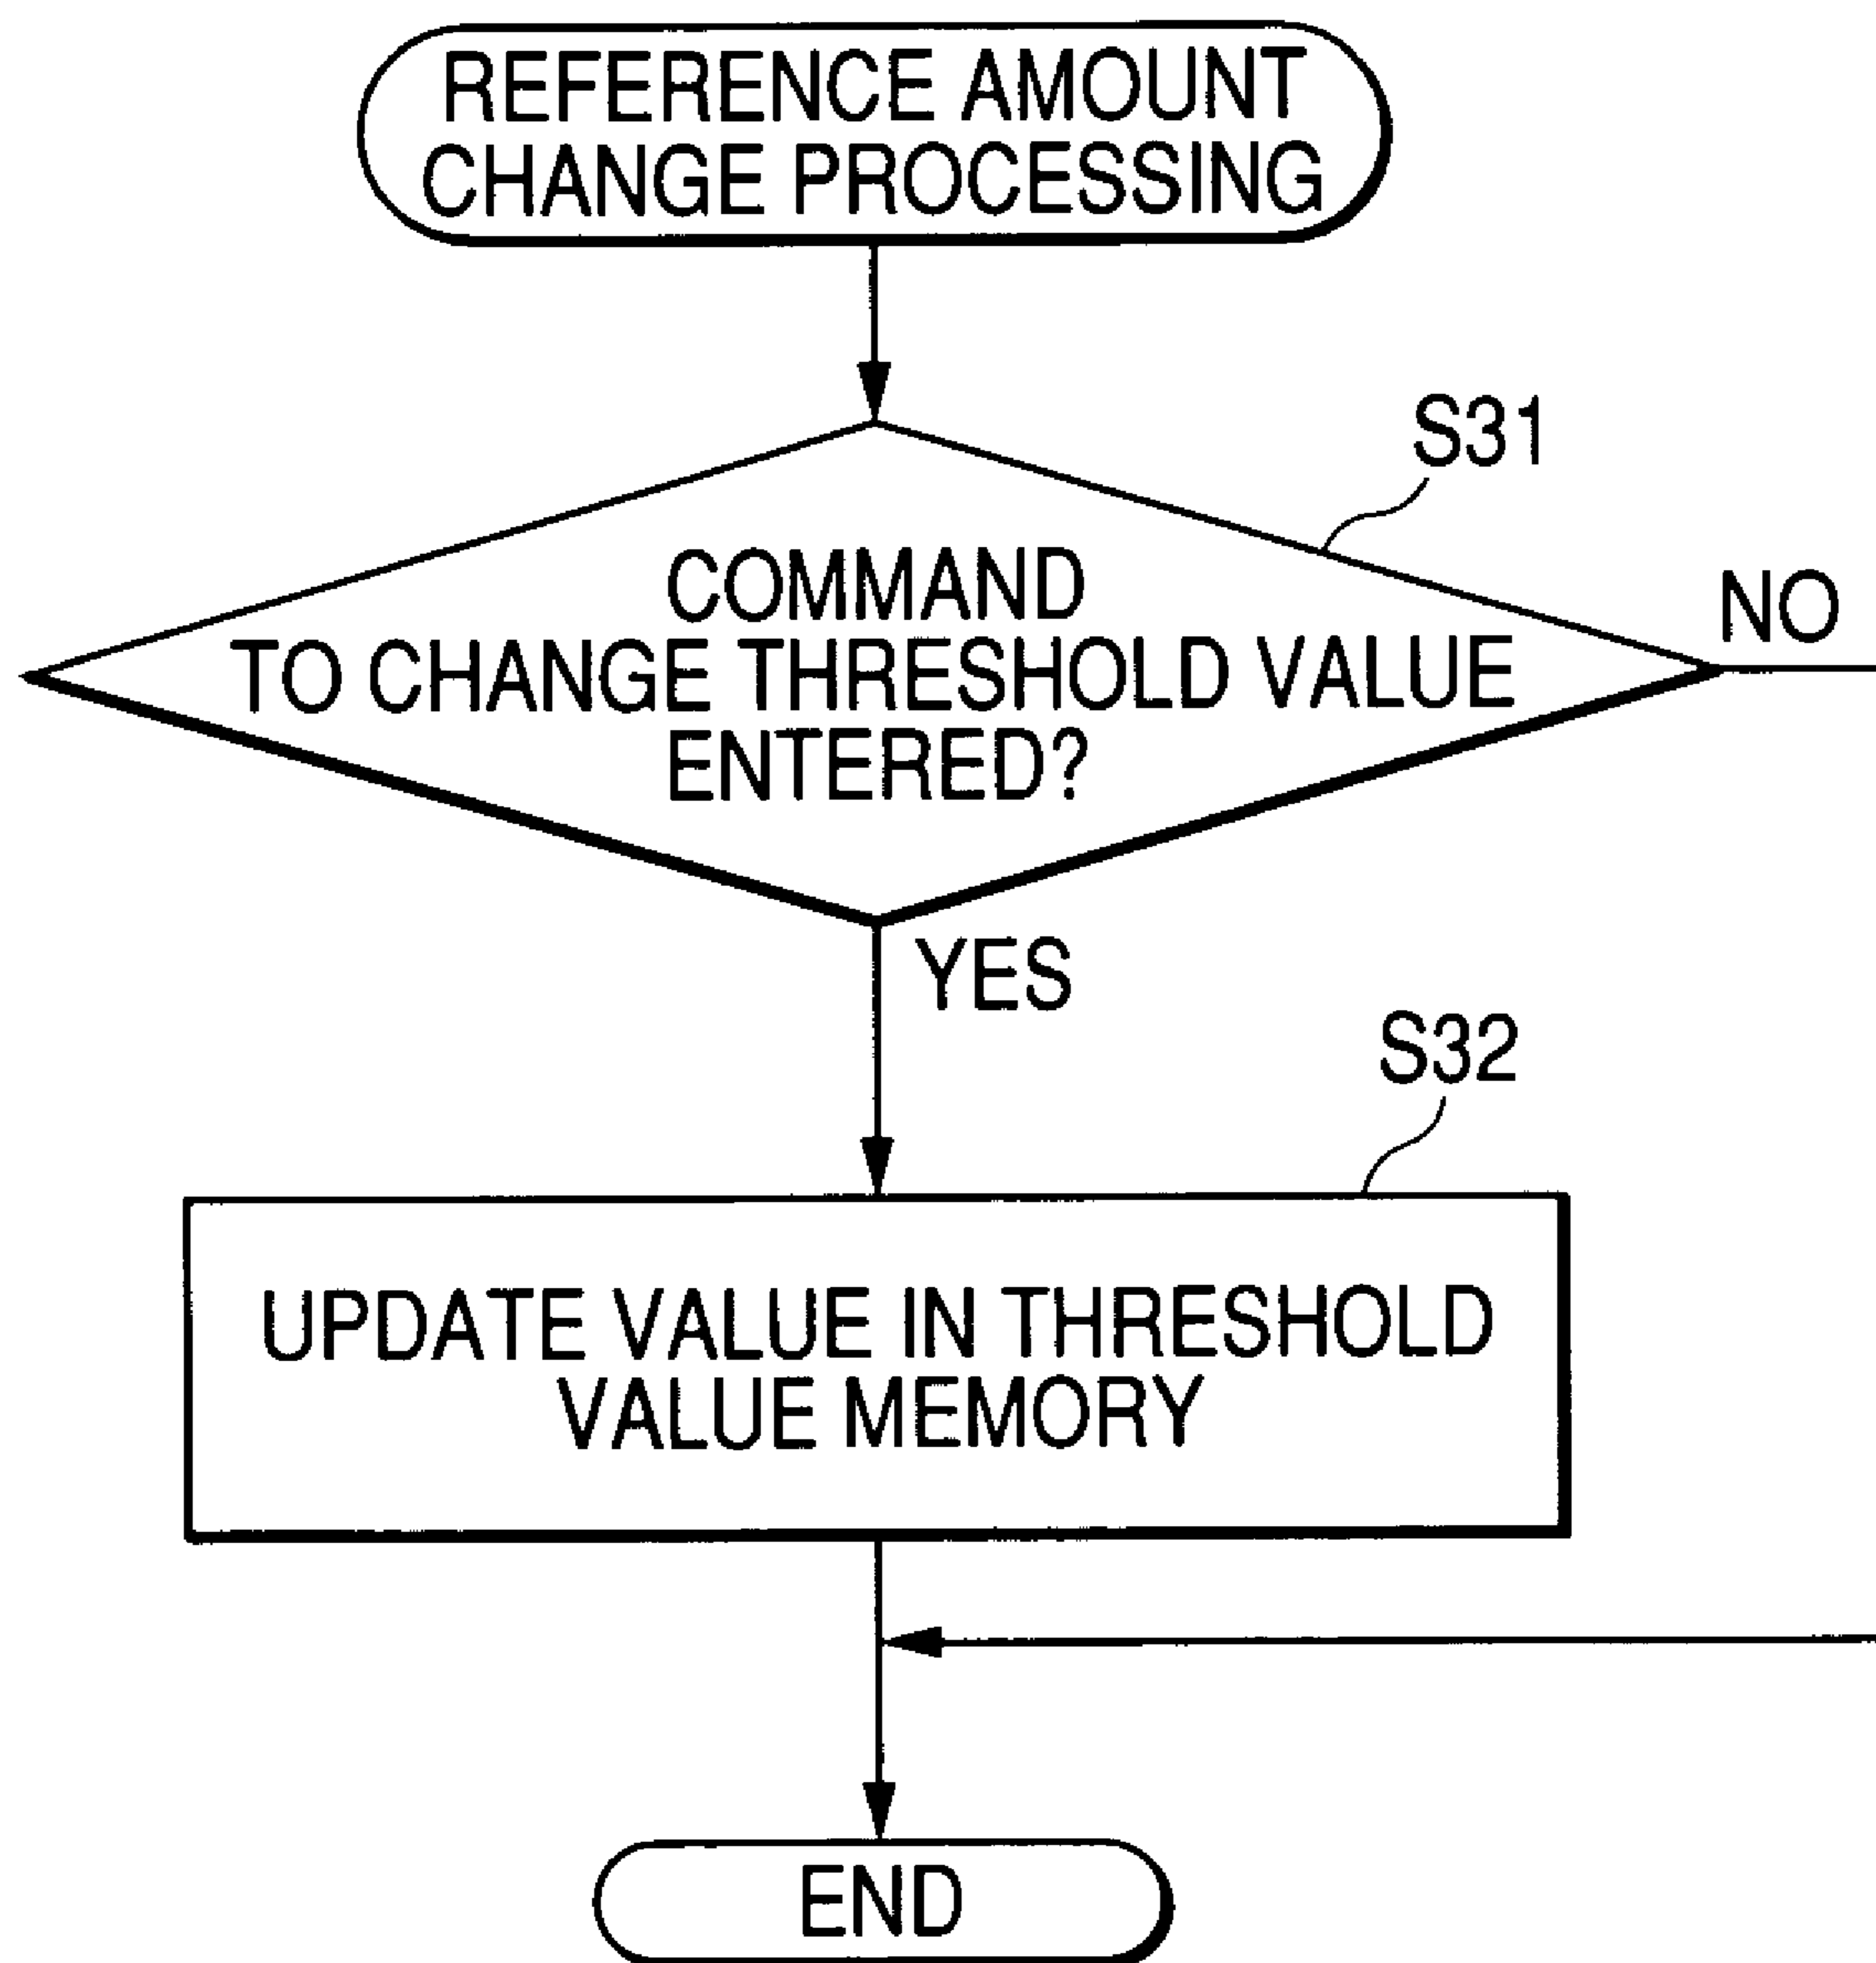 REFERENCE AMOUNT
CHANGE PROCESSING
S31
COMMAND
TO CHANGE THRESHOLD VALUE
ENTERED?
NO
YES
S32
UPDATE VALUE IN THRESHOLD
VALUE MEMORY
END